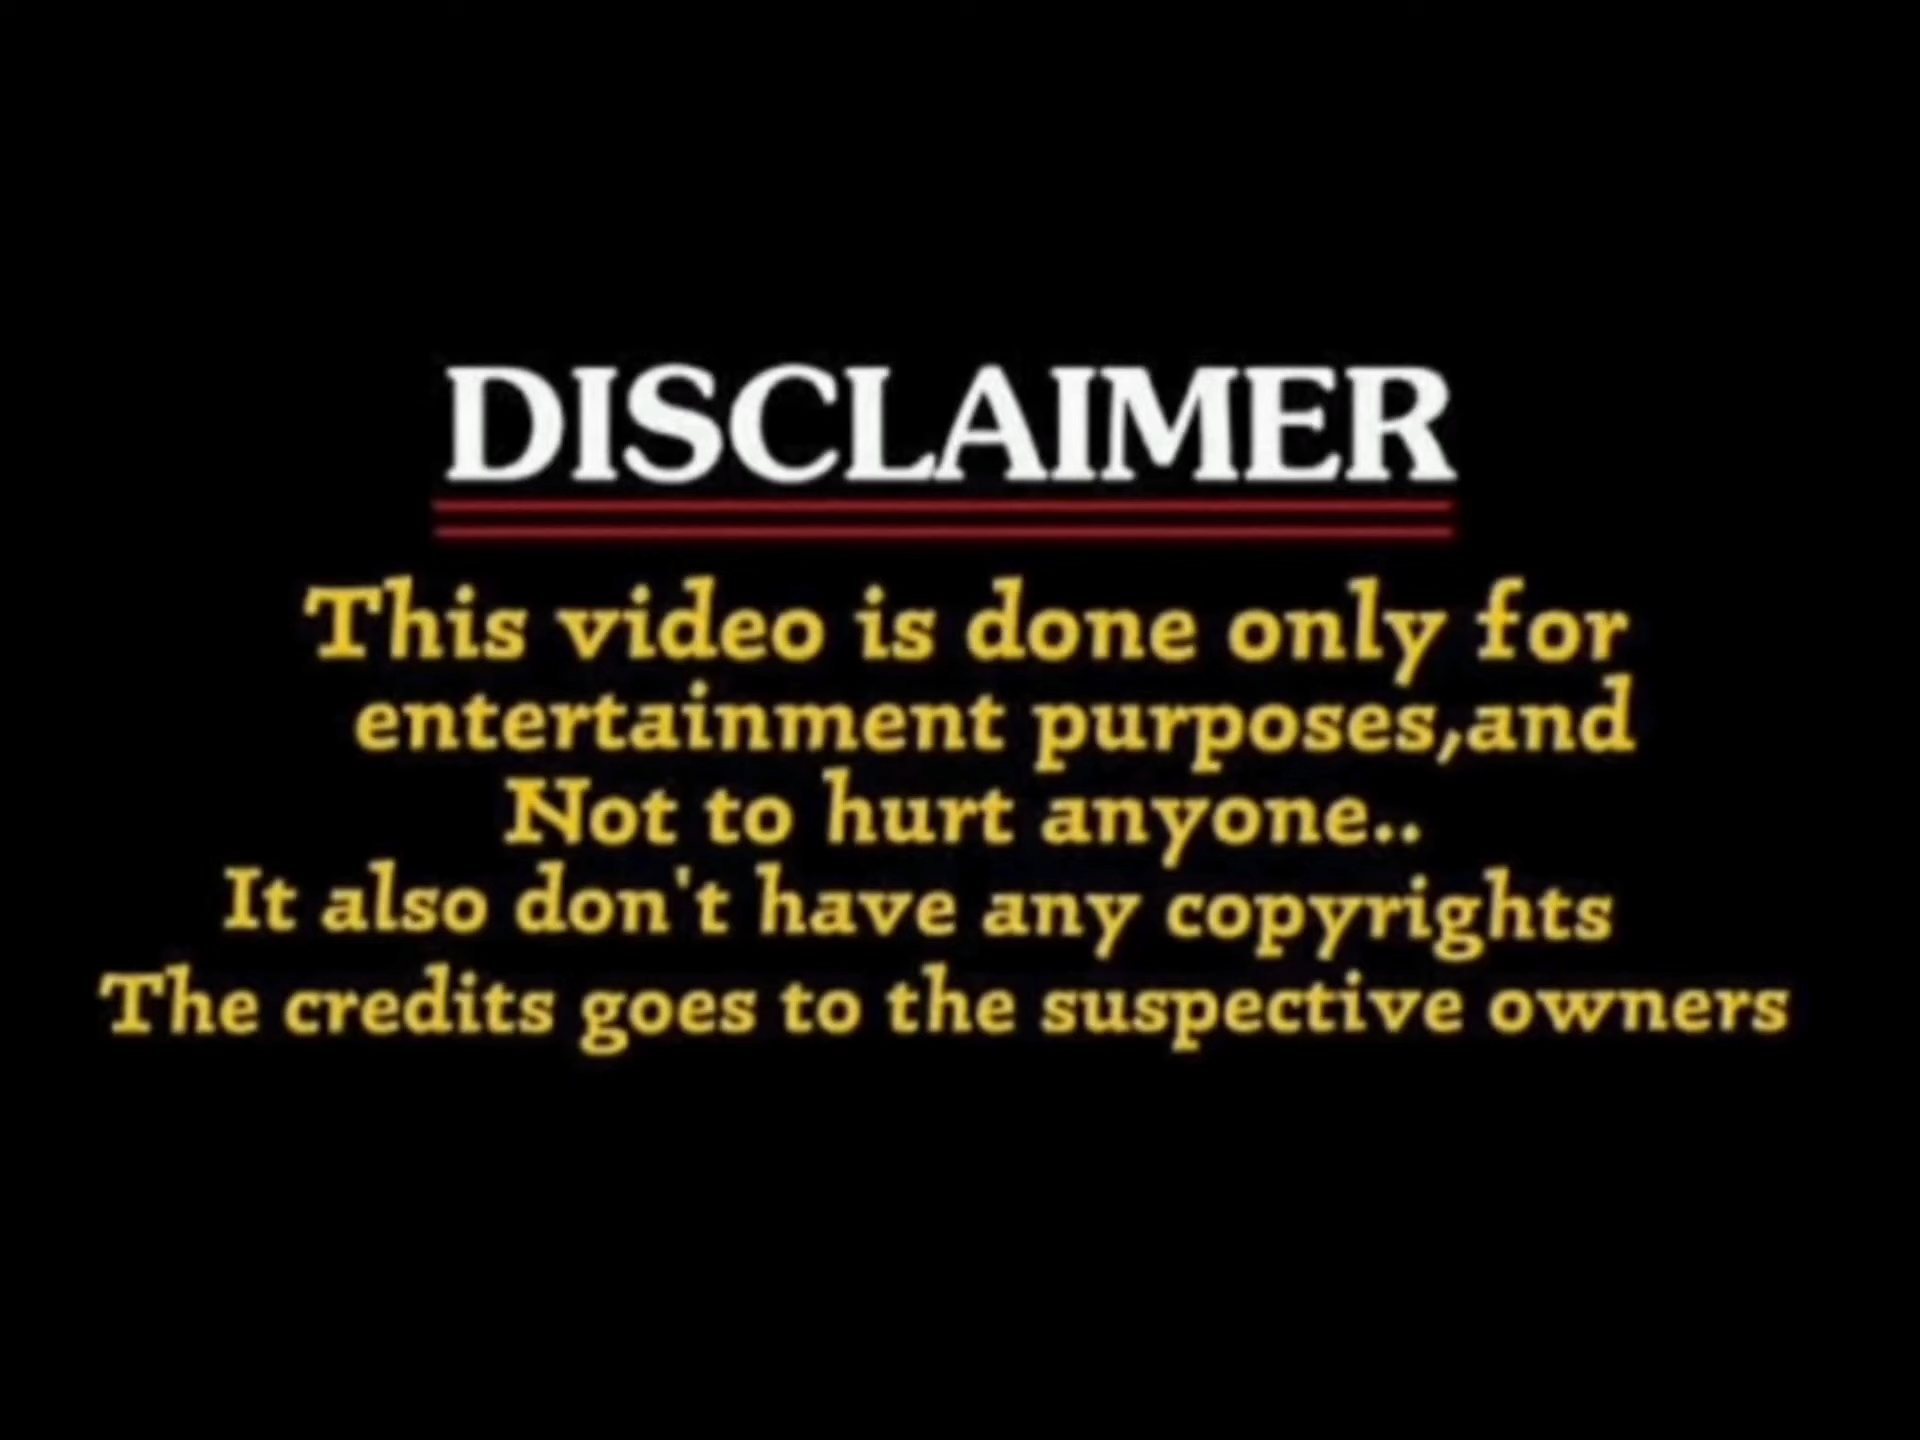 DISCLAIMER
This video is done only for
entertainment purposes,and
Not to hurt anyone..
It also don't have any copyrights
The credits goes to the suspective owners